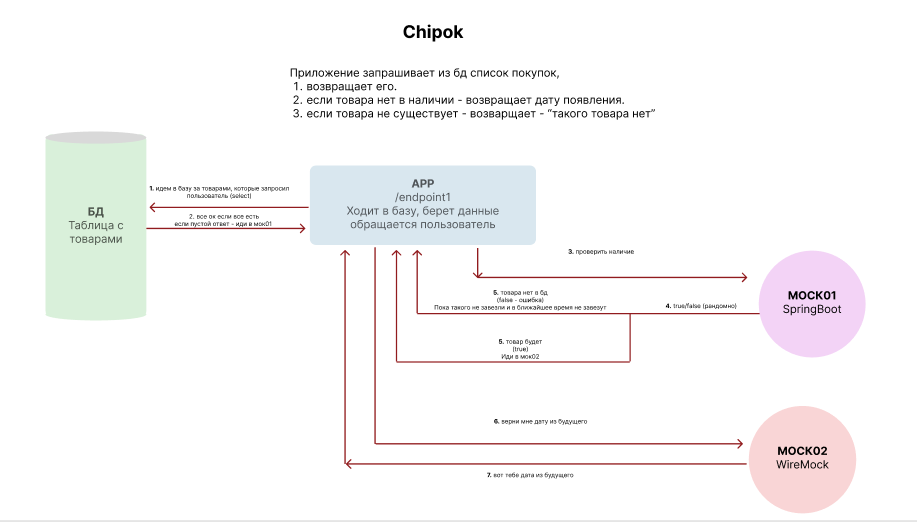 Chipok
Приложение запрашивает из бд список покупок,
1. возвращает его.
2. если товара нет в наличии - возвращает дату появления.
3. если товара не существует - возварщает - “такого товара нет”
БД
Таблица с
товарами
1. идем в базу за товарами, которые запросил
пользователь (select)
2. все ок если все есть
если пустой ответ - иди в мок01
APP
/endpoint1
Ходит в базу, берет данные
обращается пользователь
3. проверить наличие
5. товара нет в бд
(false - ошибка)
Пока такого не завезли и в ближайшее время не завезут
4. true/false (рандомно)
МОСК01
SpringBoot
5. товар будет
(true)
Иди в мок02
6. верни мне дату из будущего
МОСК02
WireMock
7. вот тебе дата из будущего